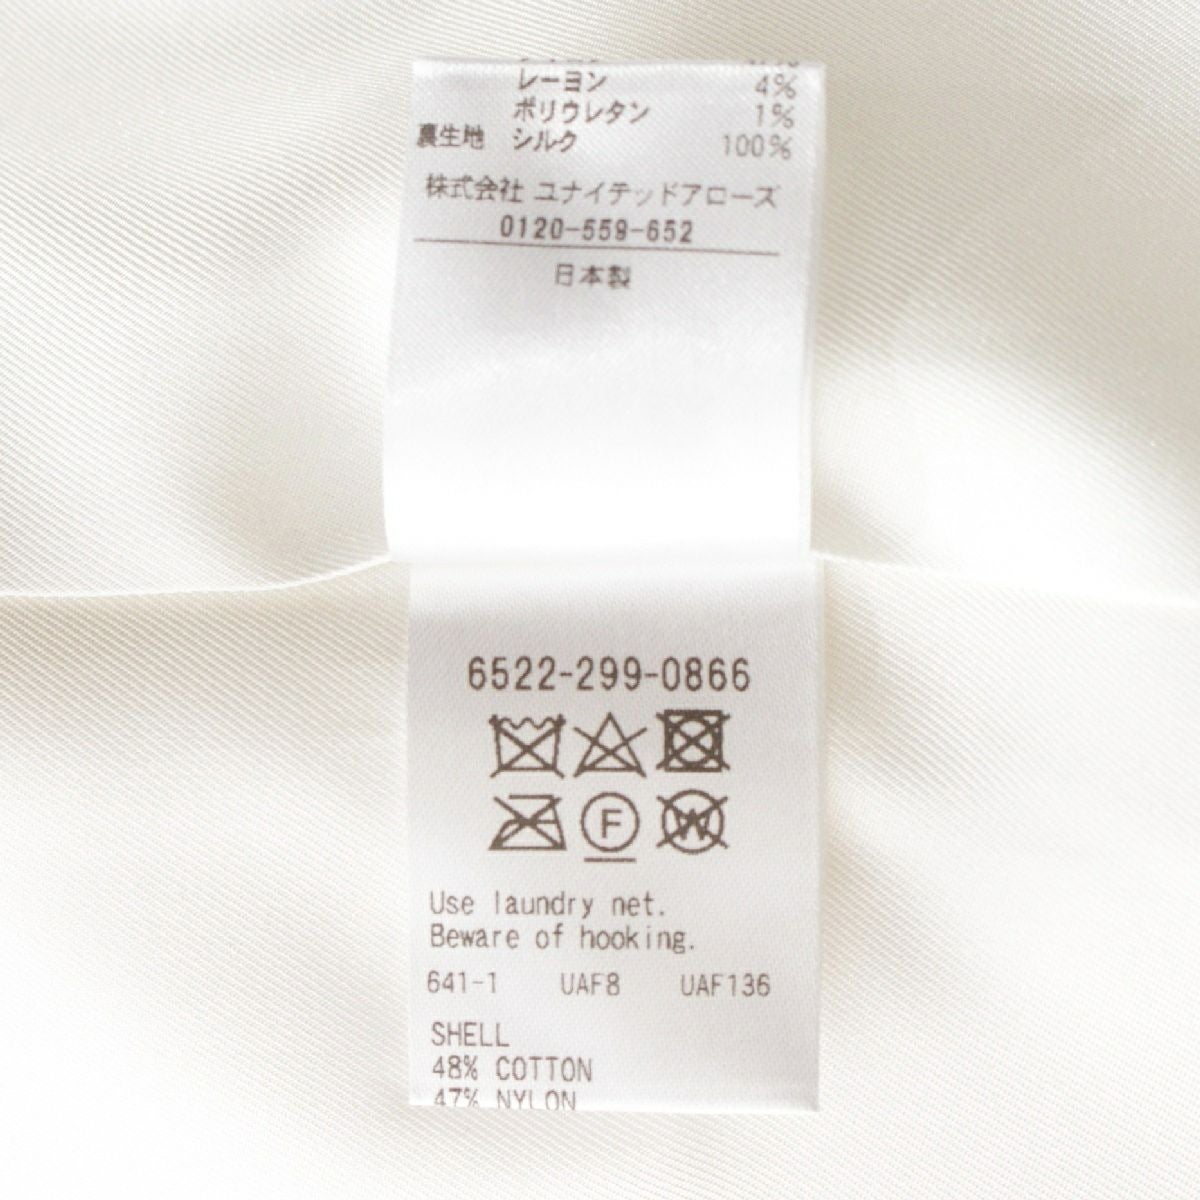 レーヨン 4%
ポリウレタン 1%
裏生地 シルク 100%
株式会社 ユナイテッドアローズ
0120-559-652
日本製
6522-299-0866
F
W
Use laundry net.
Beware of hooking.
641-1 UAF8 UAF136
SHELL
48% COTTON
47% NYLON